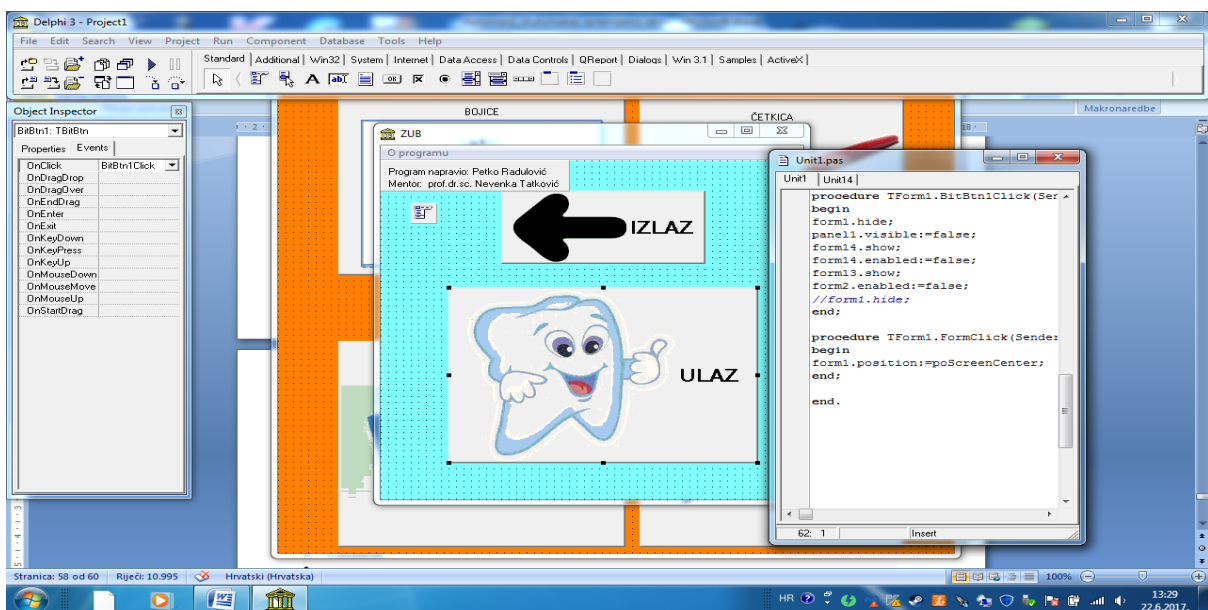 Delphi 3 - Project1
File Edit Search View Project Run Component Database Tools Help
Standard Additional Win32 System Internet Data Access Data Controls QReport Dialogs Win 3.1 Samples ActiveX
Object Inspector
BitBtn1: TBitBtn
Properties Events
OnClick BitBtn1Click
OnDragDrop
OnDragOver
OnEndDrag
OnEnter
OnExit
OnKeyDown
OnKeyPress
OnKeyUp
OnMouseDown
OnMouseMove
OnMouseUp
OnStartDrag
BOJICE
ČETKICA
Makronaredbe
ZUB
O programu
Program napravio: Petko Radulović
Mentor: prof.dr.sc. Nevenka Tatković
IZLAZ
ULAZ
Unit1.pas
Unit1 Unit14
procedure TForm1.BitBtn1Click(Ser
begin
form1.hide;
panel1.visible:=false;
form14.show;
form14.enabled:=false;
form13.show;
form2.enabled:=false;
//form1.hide;
end;
procedure TForm1.FormClick(Sende
begin
form1.position:=poScreenCenter;
end;
end.
62: 1 Insert
Stranica: 58 od 60 Riječi: 10.995 Hrvatski (Hrvatska) 100%
HR 13:29
22.6.2017.